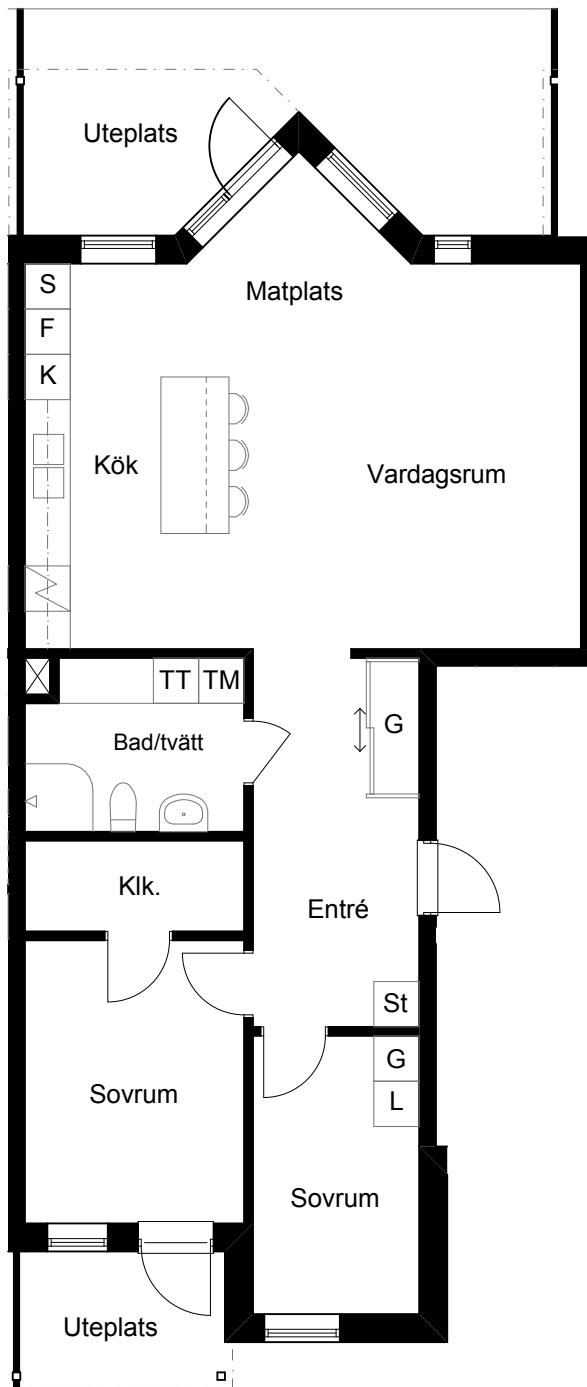 Uteplats
S
Matplats
F
K
Kök
Vardagsrum
TT
TM
G
Bad/tvätt
Klk.
Entré
St
G
Sovrum
L
Sovrum
Uteplats